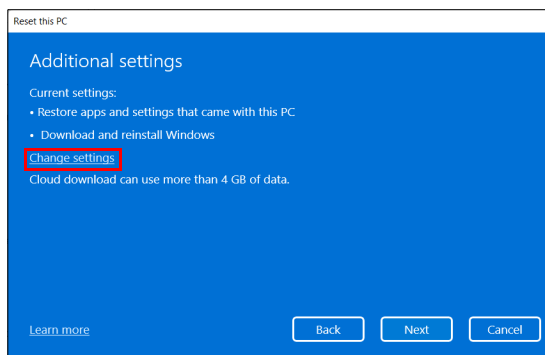 Reset this PC
Additional settings
Current settings:
• Restore apps and settings that came with this PC
• Download and reinstall Windows
Change settings
Cloud download can use more than 4 GB of data.
Learn more
Back
Next
Cancel